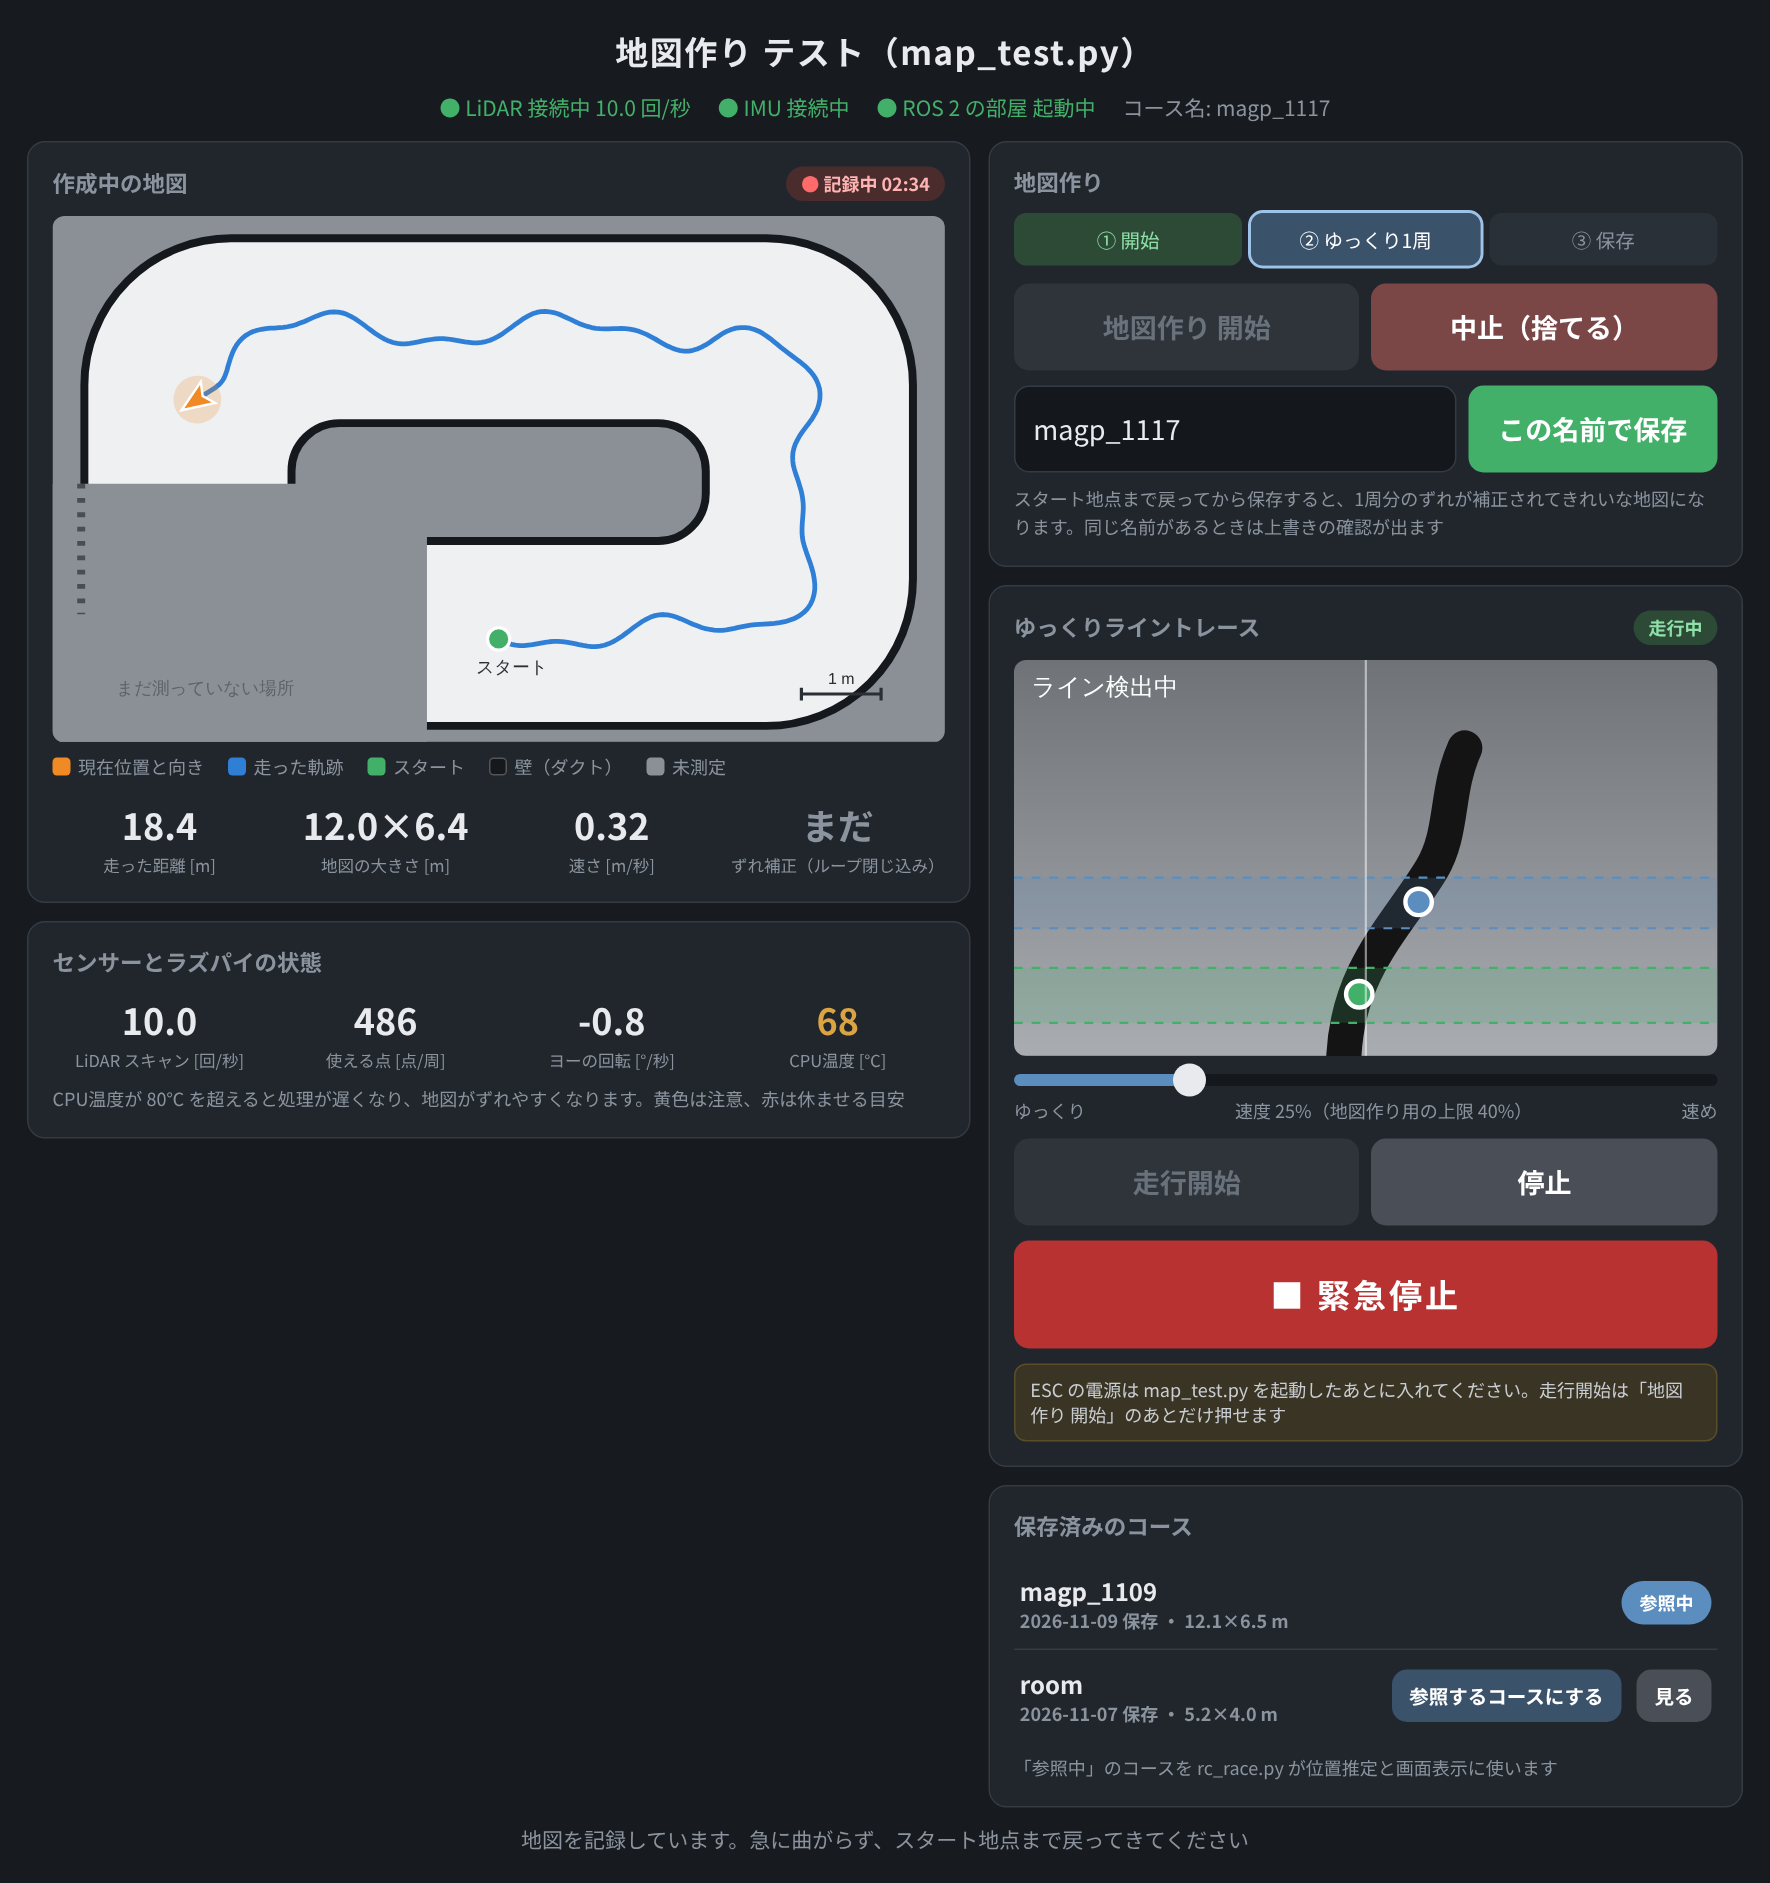 地図作り テスト（map_test.py）
LiDAR 接続中 10.0 回/秒 IMU 接続中 ROS 2 の部屋 起動中 コース名: magp_1117
作成中の地図
記録中 02:34
スタート
まだ測っていない場所
1 m
現在位置と向き 走った軌跡 スタート 壁（ダクト） 未測定
18.4
走った距離 [m]
12.0×6.4
地図の大きさ [m]
0.32
速さ [m/秒]
まだ
ずれ補正（ループ閉じ込み）
センサーとラズパイの状態
10.0
LiDAR スキャン [回/秒]
486
使える点 [点/周]
-0.8
ヨーの回転 [°/秒]
68
CPU温度 [°C]
CPU温度が 80°C を超えると処理が遅くなり、地図がずれやすくなります。黄色は注意、赤は休ませる目安
地図作り
① 開始
② ゆっくり1周
③ 保存
地図作り 開始
中止（捨てる）
magp_1117
この名前で保存
スタート地点まで戻ってから保存すると、1周分のずれが補正されてきれいな地図にな
ります。同じ名前があるときは上書きの確認が出ます
ゆっくりライントレース
走行中
ライン検出中
ゆっくり
速度 25%（地図作り用の上限 40%）
速め
走行開始
停止
■ 緊急停止
ESC の電源は map_test.py を起動したあとに入れてください。走行開始は「地図
作り 開始」のあとだけ押せます
保存済みのコース
magp_1109
2026-11-09 保存 ・ 12.1×6.5 m
参照中
room
2026-11-07 保存 ・ 5.2×4.0 m
参照するコースにする
見る
「参照中」のコースを rc_race.py が位置推定と画面表示に使います
地図を記録しています。急に曲がらず、スタート地点まで戻ってきてください